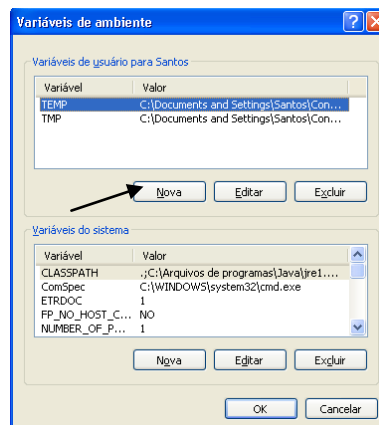 Variáveis de ambiente
Variáveis de usuário para Santos
Variável Valor
TEMP C:\Documents and Settings\Santos\Con...
TMP C:\Documents and Settings\Santos\Con...
Nova Editar Excluir
Variáveis do sistema
Variável Valor
CLASSPATH .;C:\Arquivos de programas\Java\jre1....
ComSpec C:\WINDOWS\system32\cmd.exe
ETRDOC 1
FP_NO_HOST_C... NO
NUMBER_OF_P... 1
Nova Editar Excluir
OK Cancelar